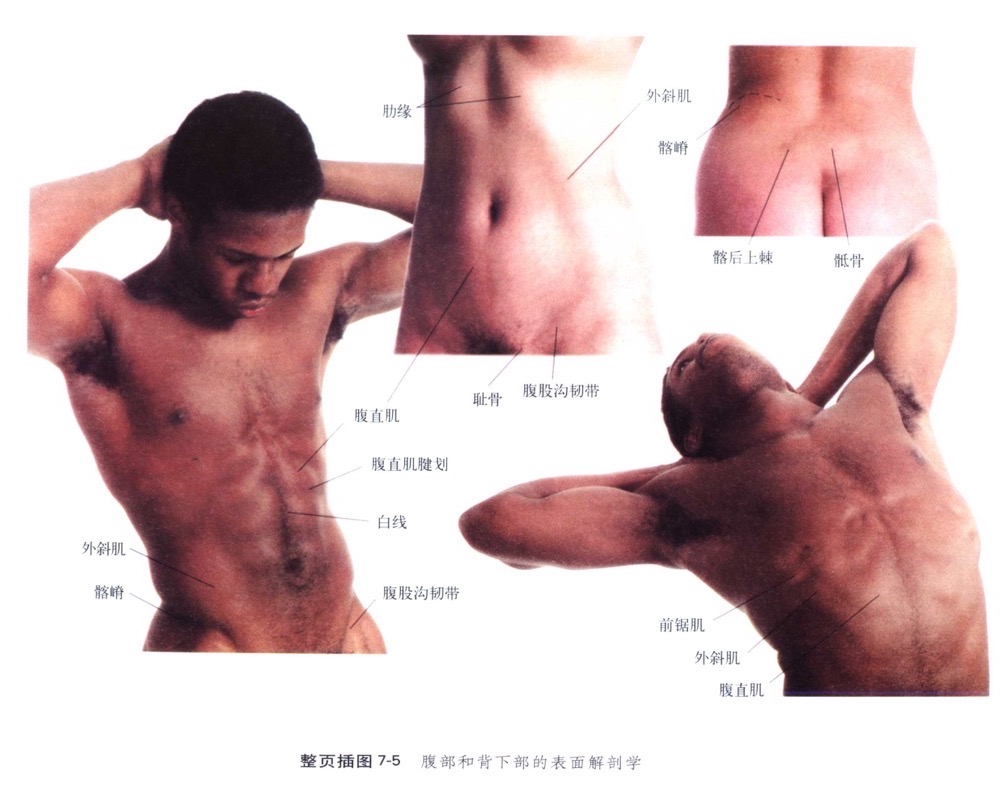 肋缘
外斜肌
髂嵴
髂后上棘
骶骨
耻骨
腹股沟韧带
腹直肌
腹直肌腱划
白线
外斜肌
髂嵴
腹股沟韧带
前锯肌
外斜肌
腹直肌
整页插图 7-5 腹部和背下部的表面解剖学